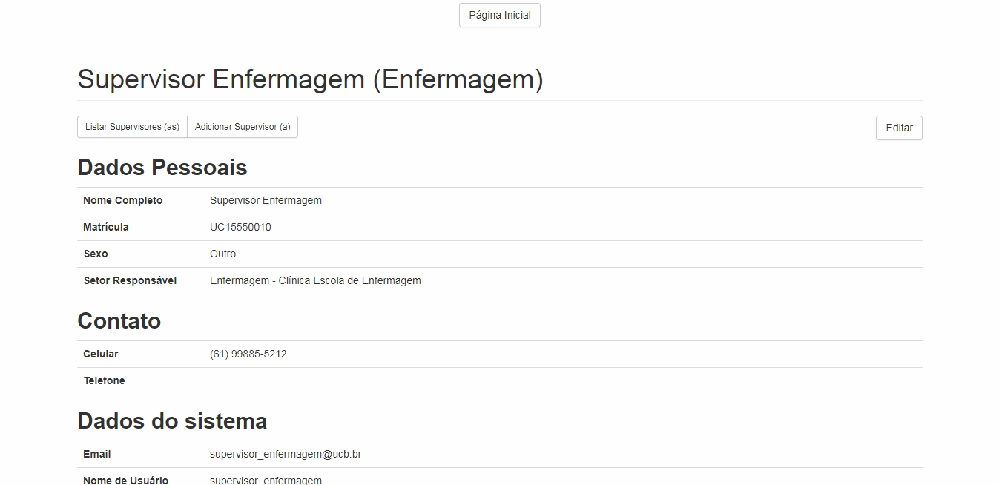 Página Inicial
Supervisor Enfermagem (Enfermagem)
Listar Supervisores (as) Adicionar Supervisor (a) Editar
Dados Pessoais
Nome Completo Supervisor Enfermagem
Matrícula UC15550010
Sexo Outro
Setor Responsável Enfermagem - Clínica Escola de Enfermagem
Contato
Celular (61) 99885-5212
Telefone
Dados do sistema
Email supervisor_enfermagem@ucb.br
Nome de Usuário supervisor_enfermagem